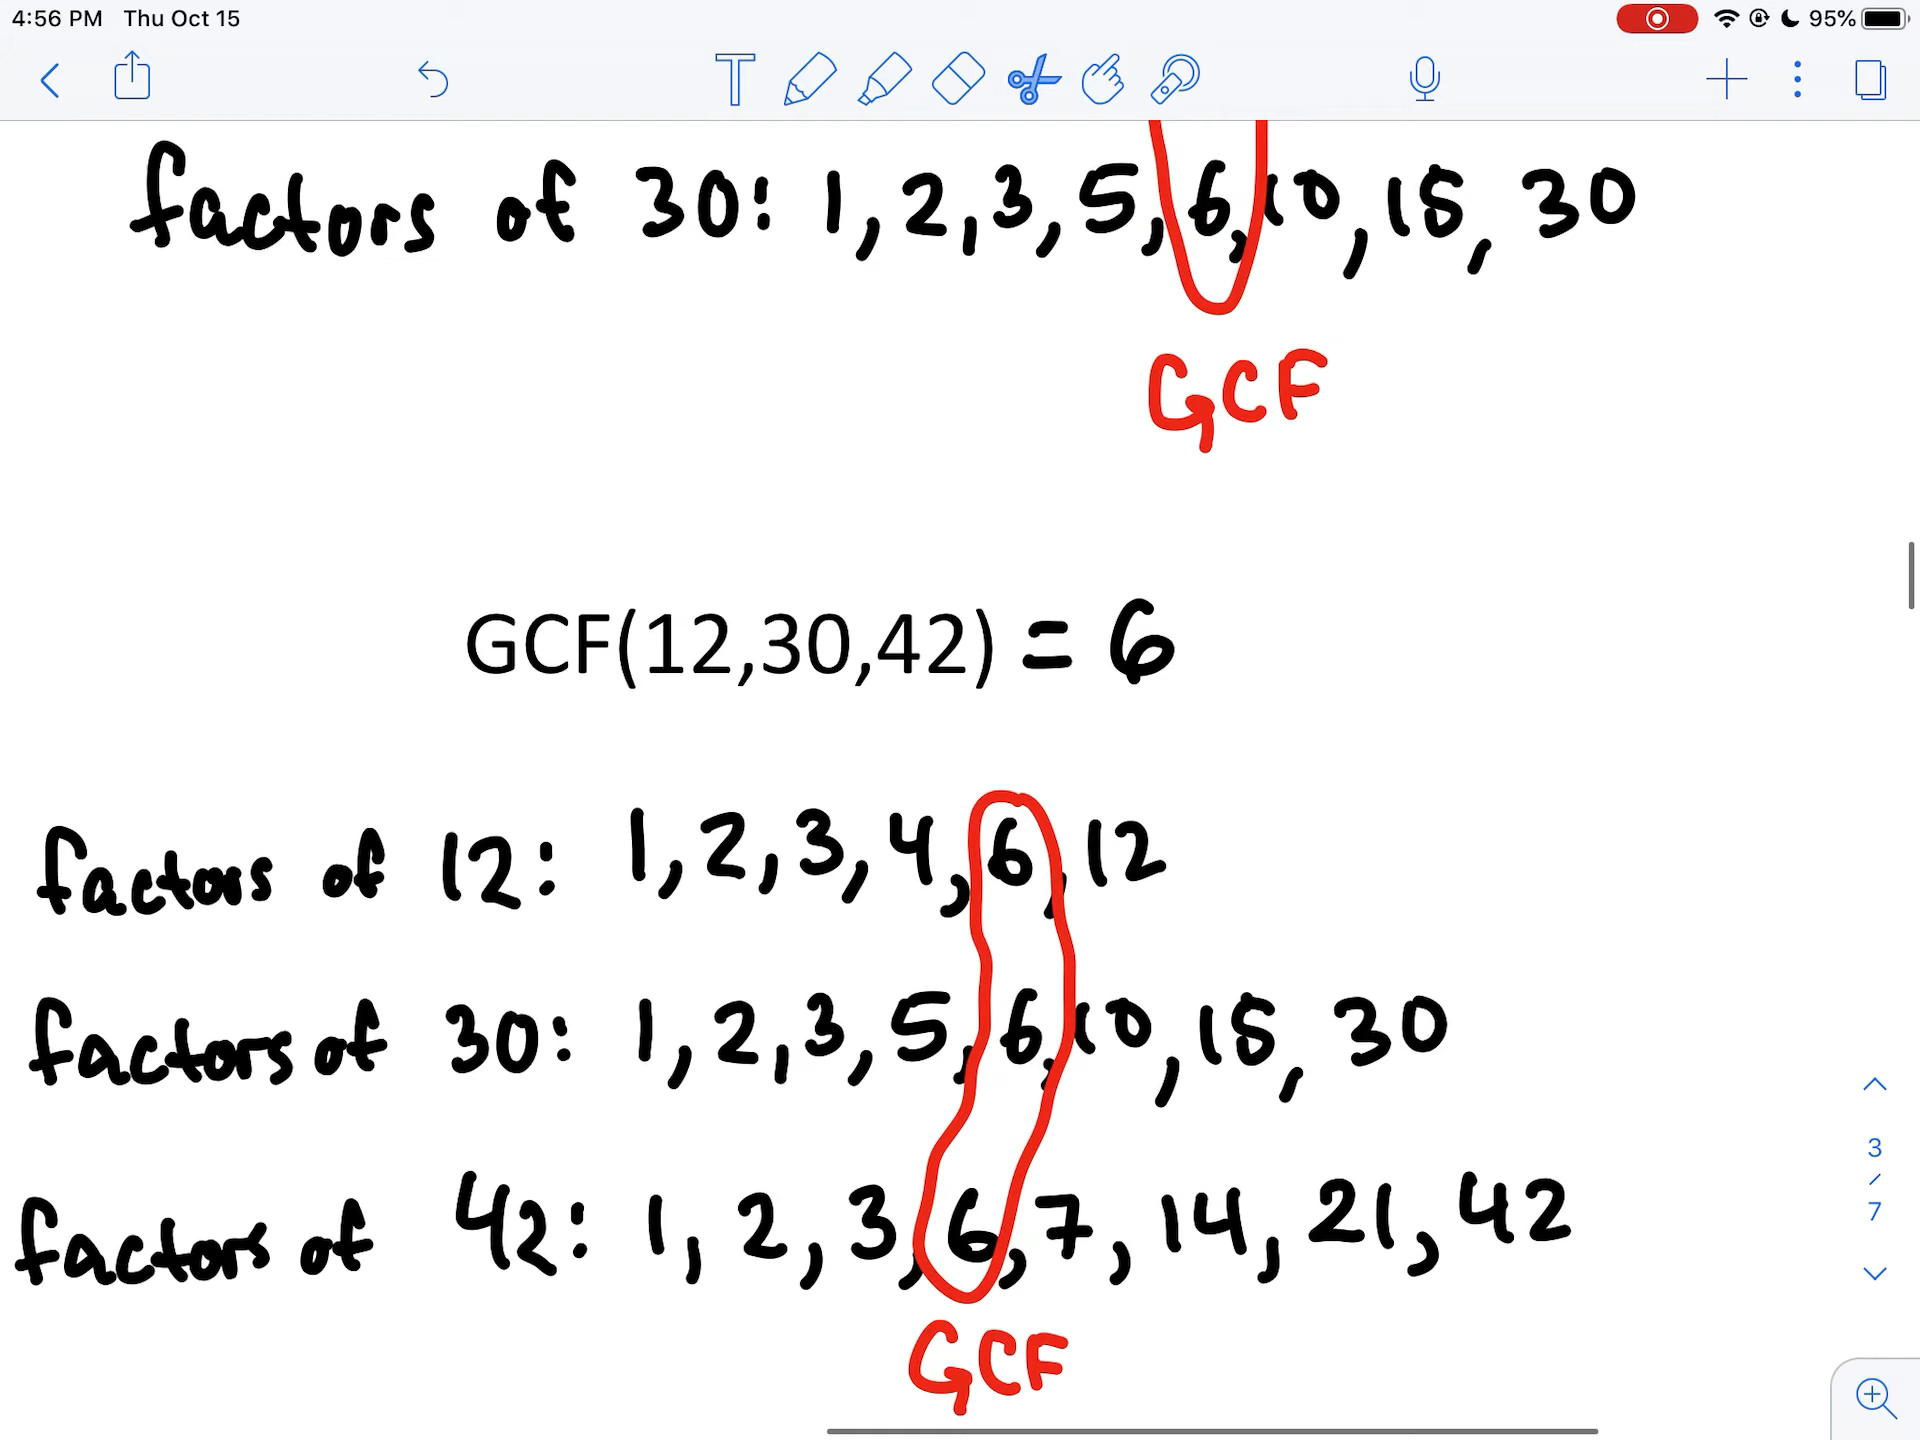 4:56 PM Thu Oct 15 95%
T
factors of 30: 1, 2, 3, 5, 6, 10, 15, 30
GCF
GCF(12,30,42) = 6
factors of 12: 1, 2, 3, 4, 6, 12
factors of 30: 1, 2, 3, 5, 6, 10, 15, 30
factors of 42: 1, 2, 3, 6, 7, 14, 21, 42
GCF
3
/
7